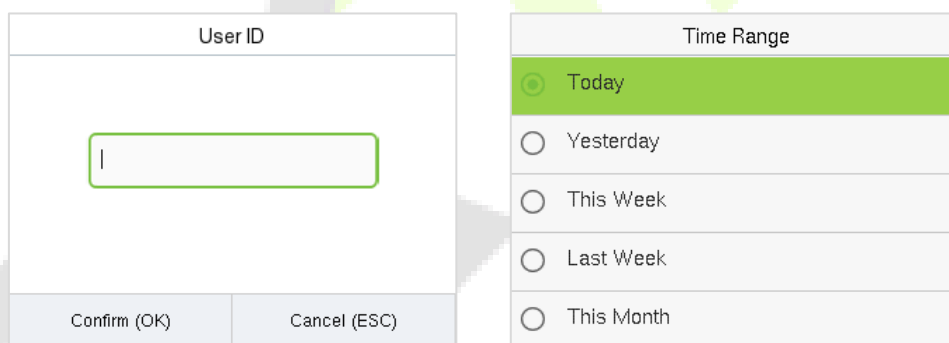 User ID
Confirm (OK)
Cancel (ESC)
Time Range
Today
Yesterday
This Week
Last Week
This Month